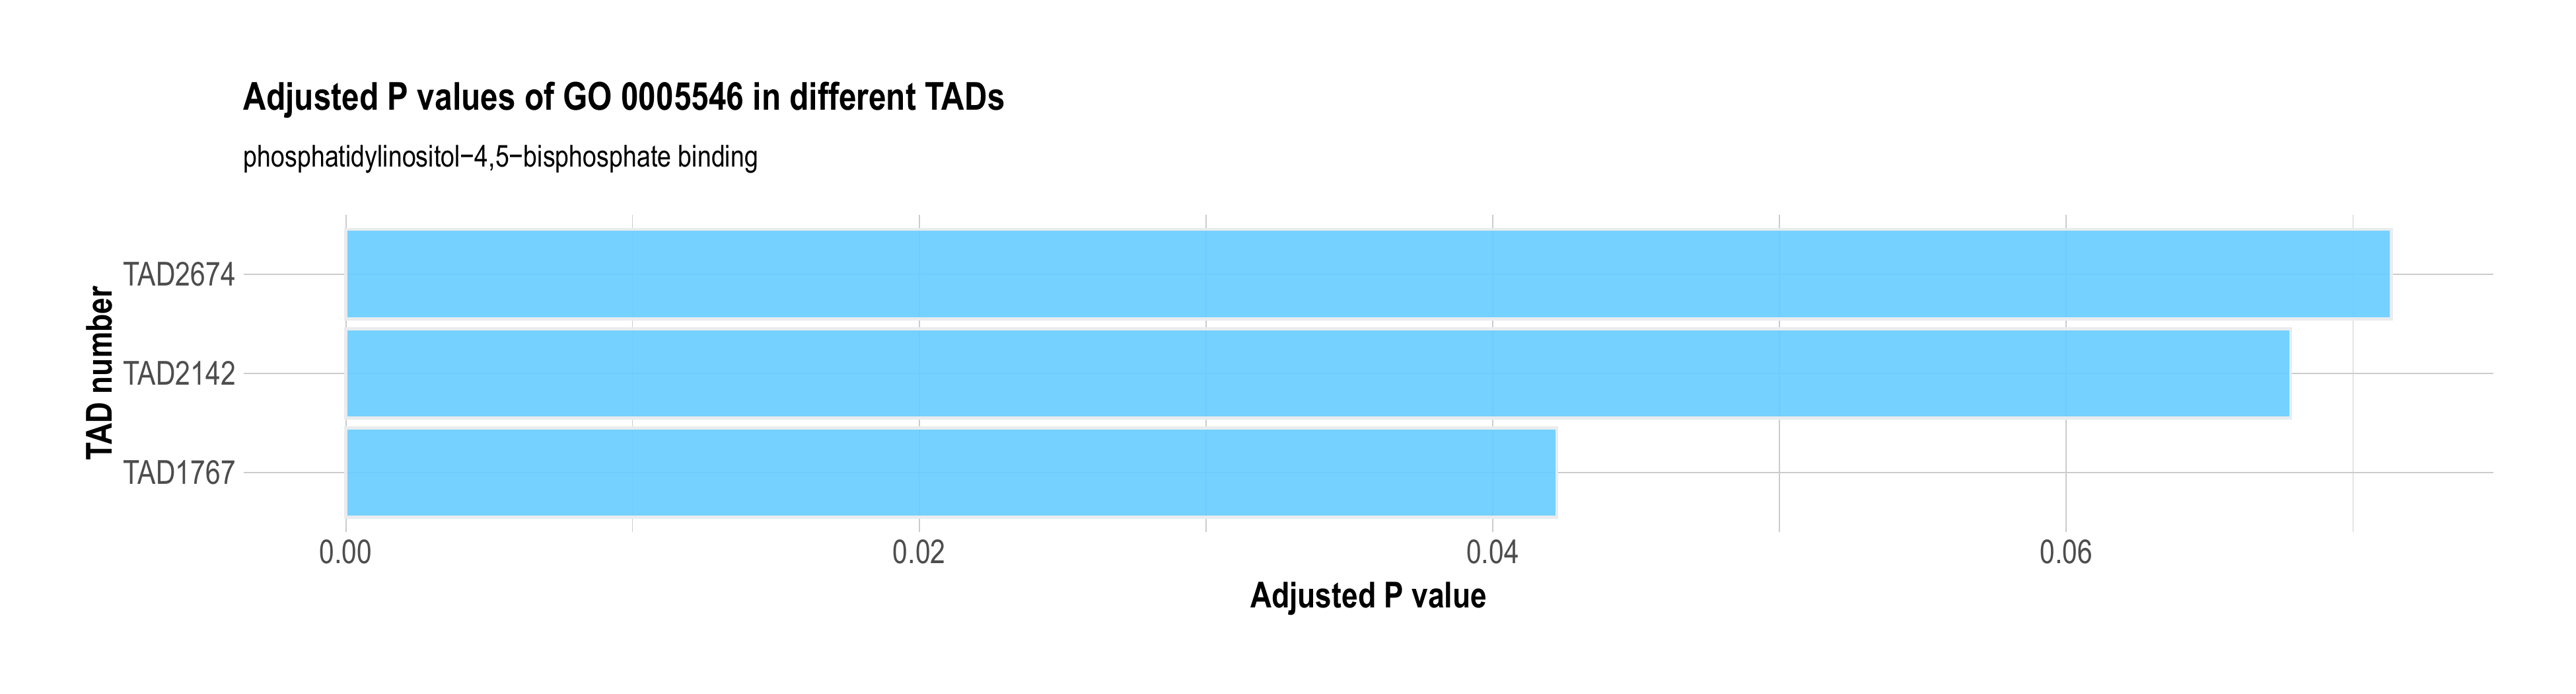 Adjusted P values of GO 0005546 in different TADs
phosphatidylinositol−4,5−bisphosphate binding
TAD number
TAD2674
TAD2142
TAD1767
0.00 0.02 0.04 0.06
Adjusted P value